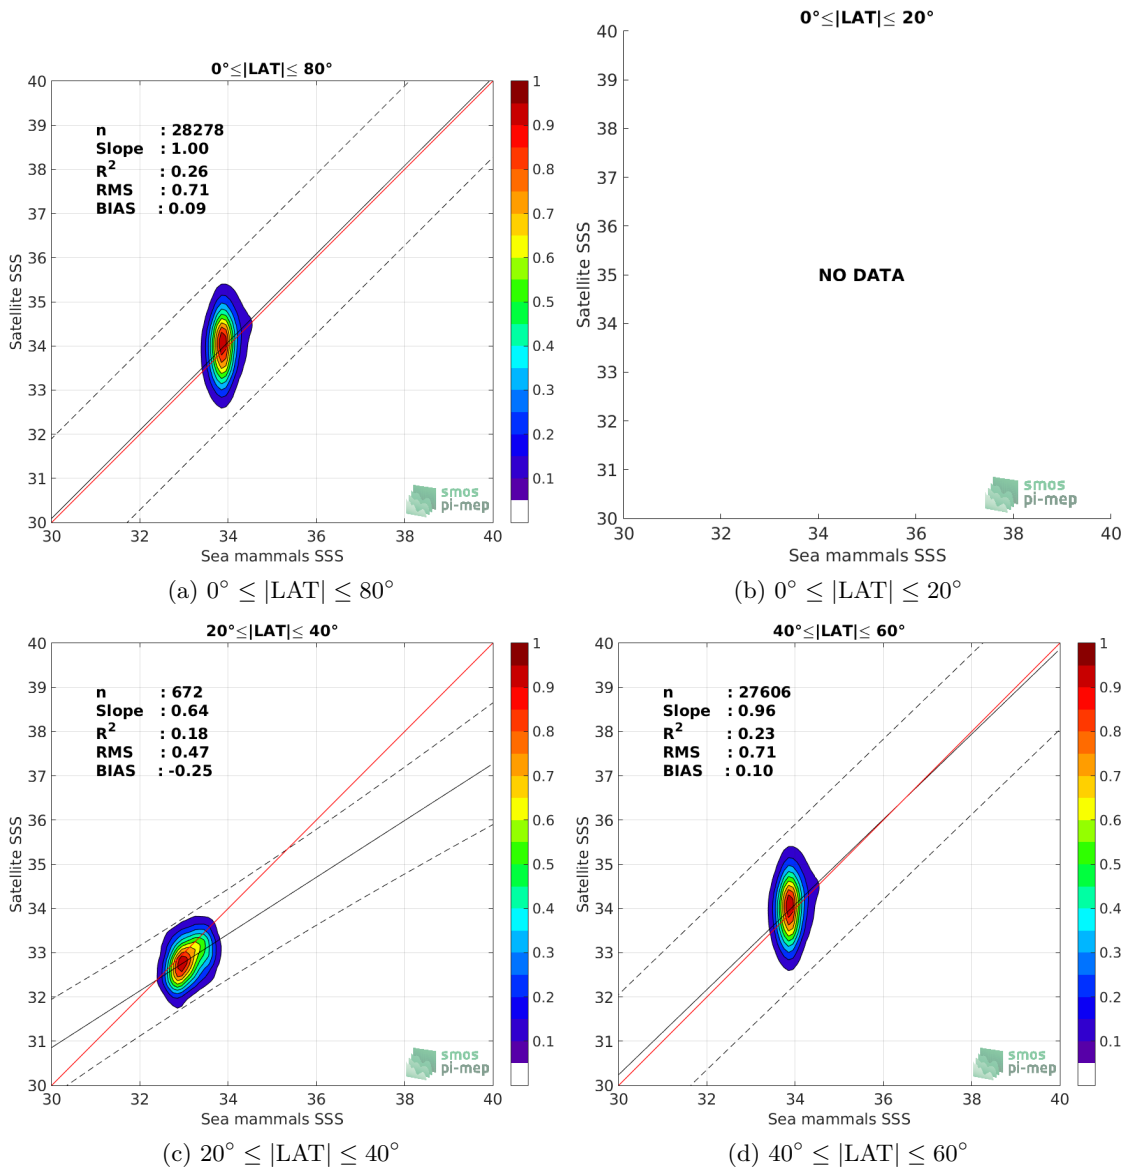 0°≤|LAT|≤ 80°
40
39
38
37
36
35
34
33
32
31
30
Satellite SSS
n : 28278
Slope : 1.00
R² : 0.26
RMS : 0.71
BIAS : 0.09
smos
pi-mep
30 32 34 36 38 40
Sea mammals SSS
1
0.9
0.8
0.7
0.6
0.5
0.4
0.3
0.2
0.1
(a) 0° ≤ |LAT| ≤ 80°
0°≤|LAT|≤ 20°
40
39
38
37
36
35
34
33
32
31
30
Satellite SSS
NO DATA
smos
pi-mep
30 32 34 36 38 40
Sea mammals SSS
(b) 0° ≤ |LAT| ≤ 20°
20°≤|LAT|≤ 40°
40
39
38
37
36
35
34
33
32
31
30
Satellite SSS
n : 672
Slope : 0.64
R² : 0.18
RMS : 0.47
BIAS : -0.25
smos
pi-mep
30 32 34 36 38 40
Sea mammals SSS
1
0.9
0.8
0.7
0.6
0.5
0.4
0.3
0.2
0.1
(c) 20° ≤ |LAT| ≤ 40°
40°≤|LAT|≤ 60°
40
39
38
37
36
35
34
33
32
31
30
Satellite SSS
n : 27606
Slope : 0.96
R² : 0.23
RMS : 0.71
BIAS : 0.10
smos
pi-mep
30 32 34 36 38 40
Sea mammals SSS
1
0.9
0.8
0.7
0.6
0.5
0.4
0.3
0.2
0.1
(d) 40° ≤ |LAT| ≤ 60°